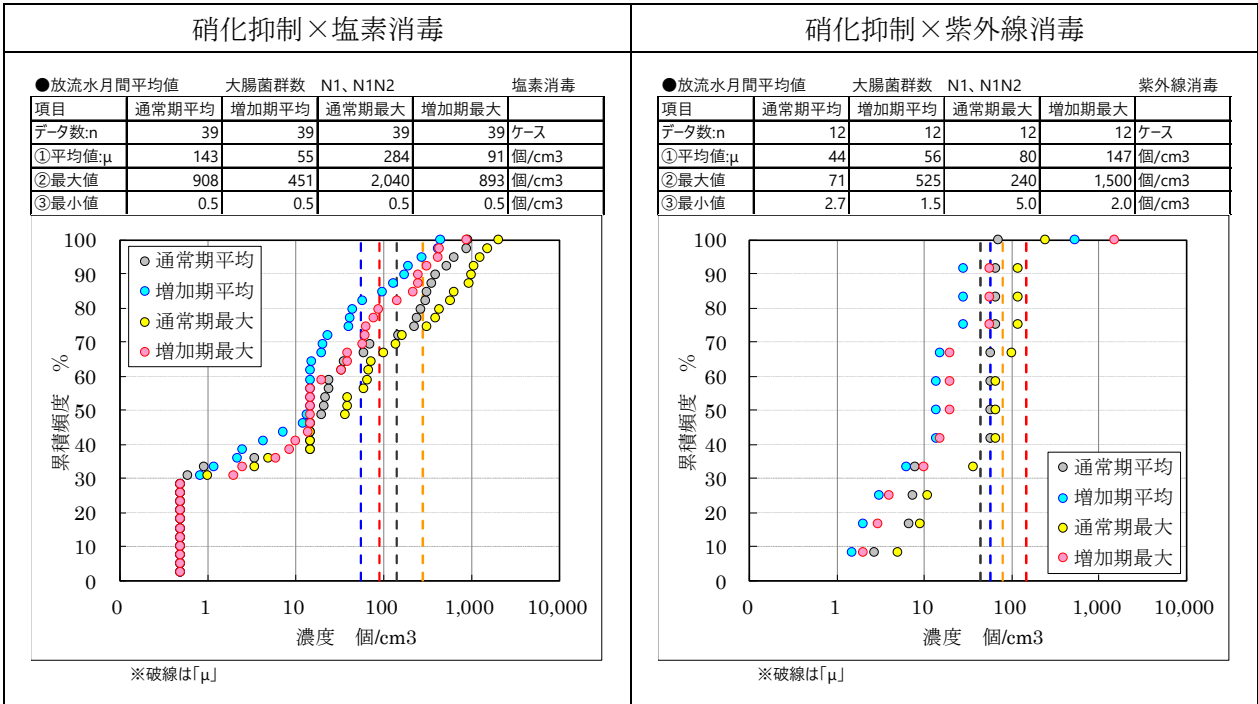 硝化抑制×塩素消毒
●放流水月間平均値 大腸菌群数 N1、N1N2 塩素消毒
項目 通常期平均 増加期平均 通常期最大 増加期最大
データ数:n 39 39 39 39 ケース
①平均値:μ 143 55 284 91 個/cm3
②最大値 908 451 2,040 893 個/cm3
③最小値 0.5 0.5 0.5 0.5 個/cm3
累積頻度 %
100
90
80
70
60
50
40
30
20
10
0
通常期平均
増加期平均
通常期最大
増加期最大
0 1 10 100 1,000 10,000
濃度 個/cm3
※破線は「μ」
硝化抑制×紫外線消毒
●放流水月間平均値 大腸菌群数 N1、N1N2 紫外線消毒
項目 通常期平均 増加期平均 通常期最大 増加期最大
データ数:n 12 12 12 12 ケース
①平均値:μ 44 56 80 147 個/cm3
②最大値 71 525 240 1,500 個/cm3
③最小値 2.7 1.5 5.0 2.0 個/cm3
累積頻度 %
100
90
80
70
60
50
40
30
20
10
0
通常期平均
増加期平均
通常期最大
増加期最大
0 1 10 100 1,000 10,000
濃度 個/cm3
※破線は「μ」